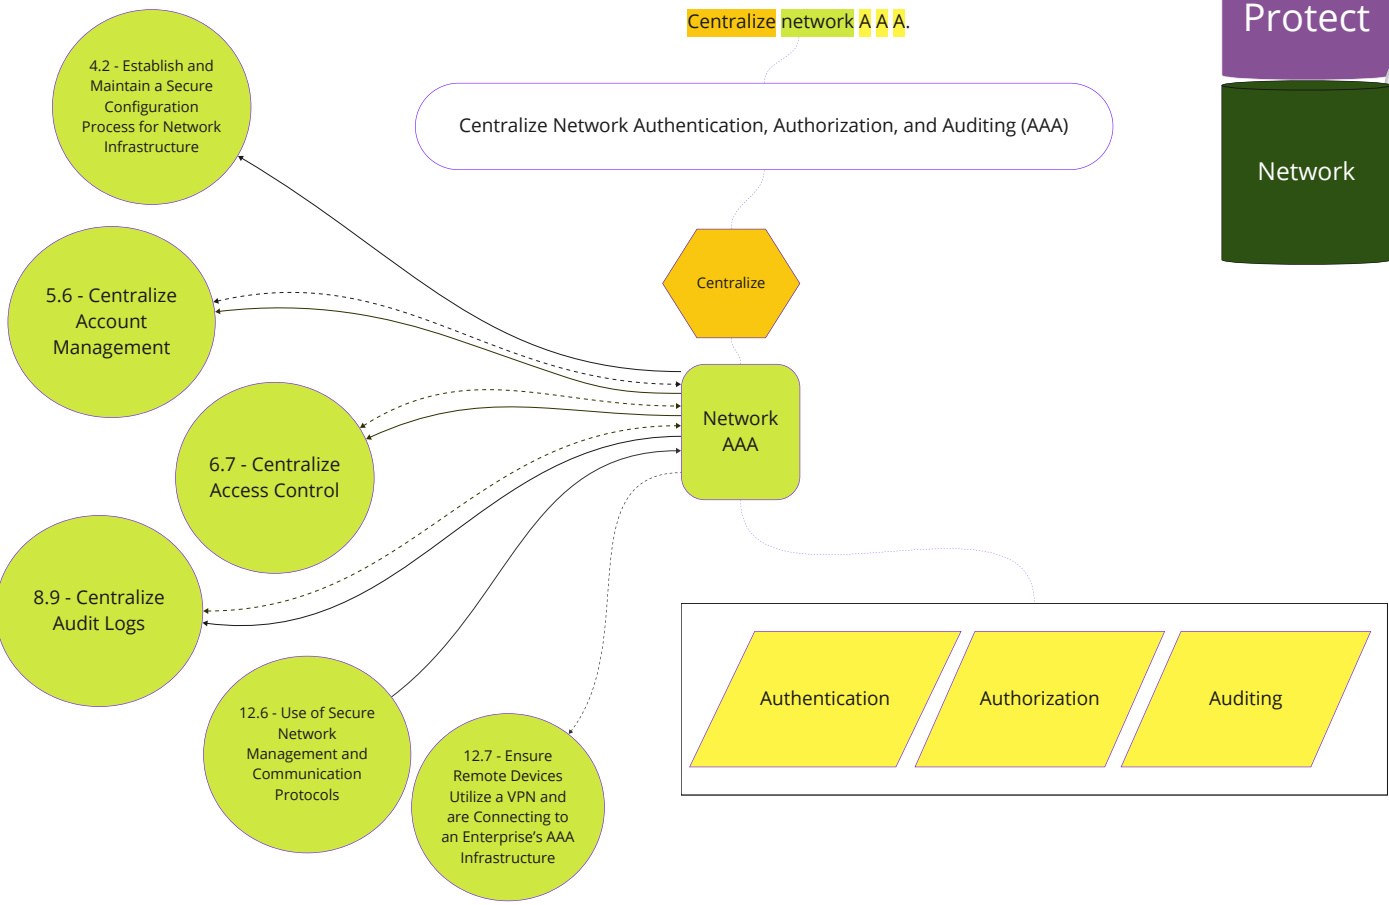 Centralize network A A A.
Protect
Network
Centralize Network Authentication, Authorization, and Auditing (AAA)
4.2 - Establish and
Maintain a Secure
Configuration
Process for Network
Infrastructure
Centralize
5.6 - Centralize
Account
Management
Network
AAA
6.7 - Centralize
Access Control
8.9 - Centralize
Audit Logs
12.6 - Use of Secure
Network
Management and
Communication
Protocols
12.7 - Ensure
Remote Devices
Utilize a VPN and
are Connecting to
an Enterprise’s AAA
Infrastructure
Authentication
Authorization
Auditing